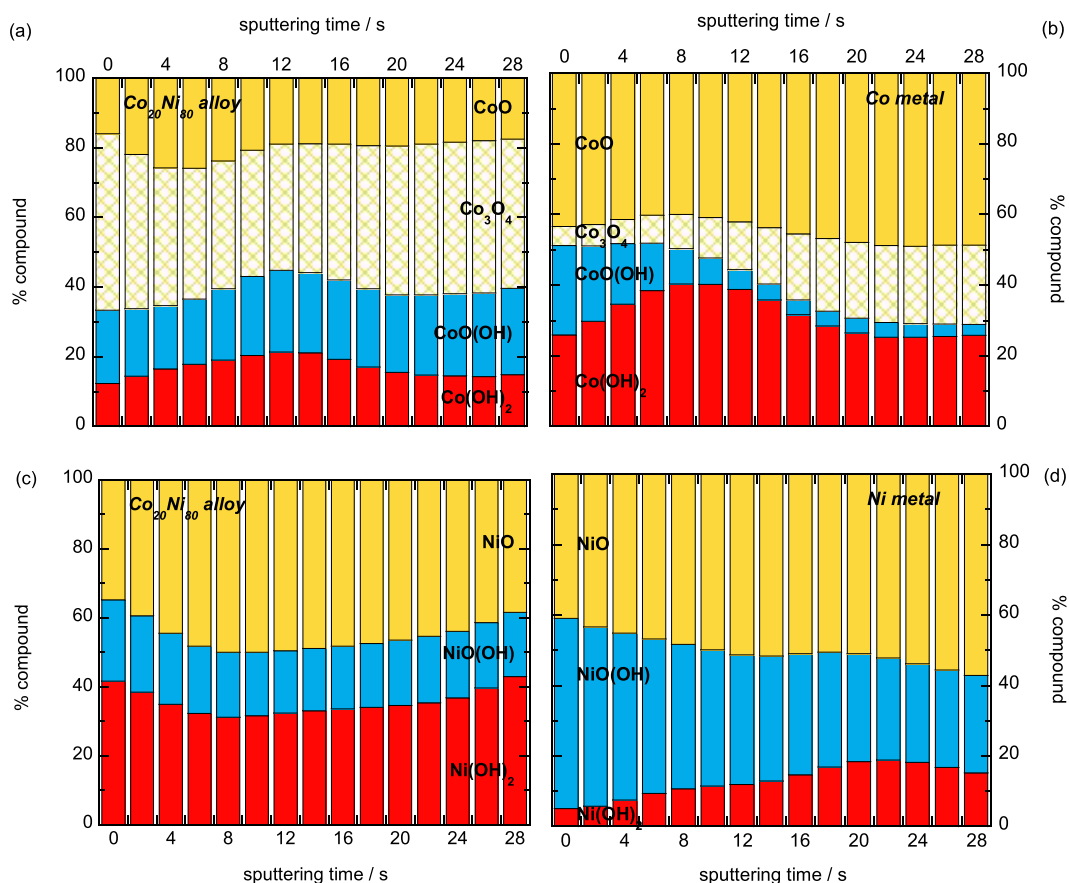 sputtering time / s
sputtering time / s
(a)
(b)
0 4 8 12 16 20 24 28
0 4 8 12 16 20 24 28
100
80
60
40
20
0
% compound
Co20Ni80 alloy
CoO
Co3O4
CoO(OH)
Co(OH)2
Co metal
CoO
Co3O4
CoO(OH)
Co(OH)2
100
80
60
40
20
0
% compound
(c)
(d)
100
80
60
40
20
0
% compound
Co20Ni80 alloy
NiO
NiO(OH)
Ni(OH)2
Ni metal
NiO
NiO(OH)
Ni(OH)2
100
80
60
40
20
0
% compound
0 4 8 12 16 20 24 28
0 4 8 12 16 20 24 28
sputtering time / s
sputtering time / s